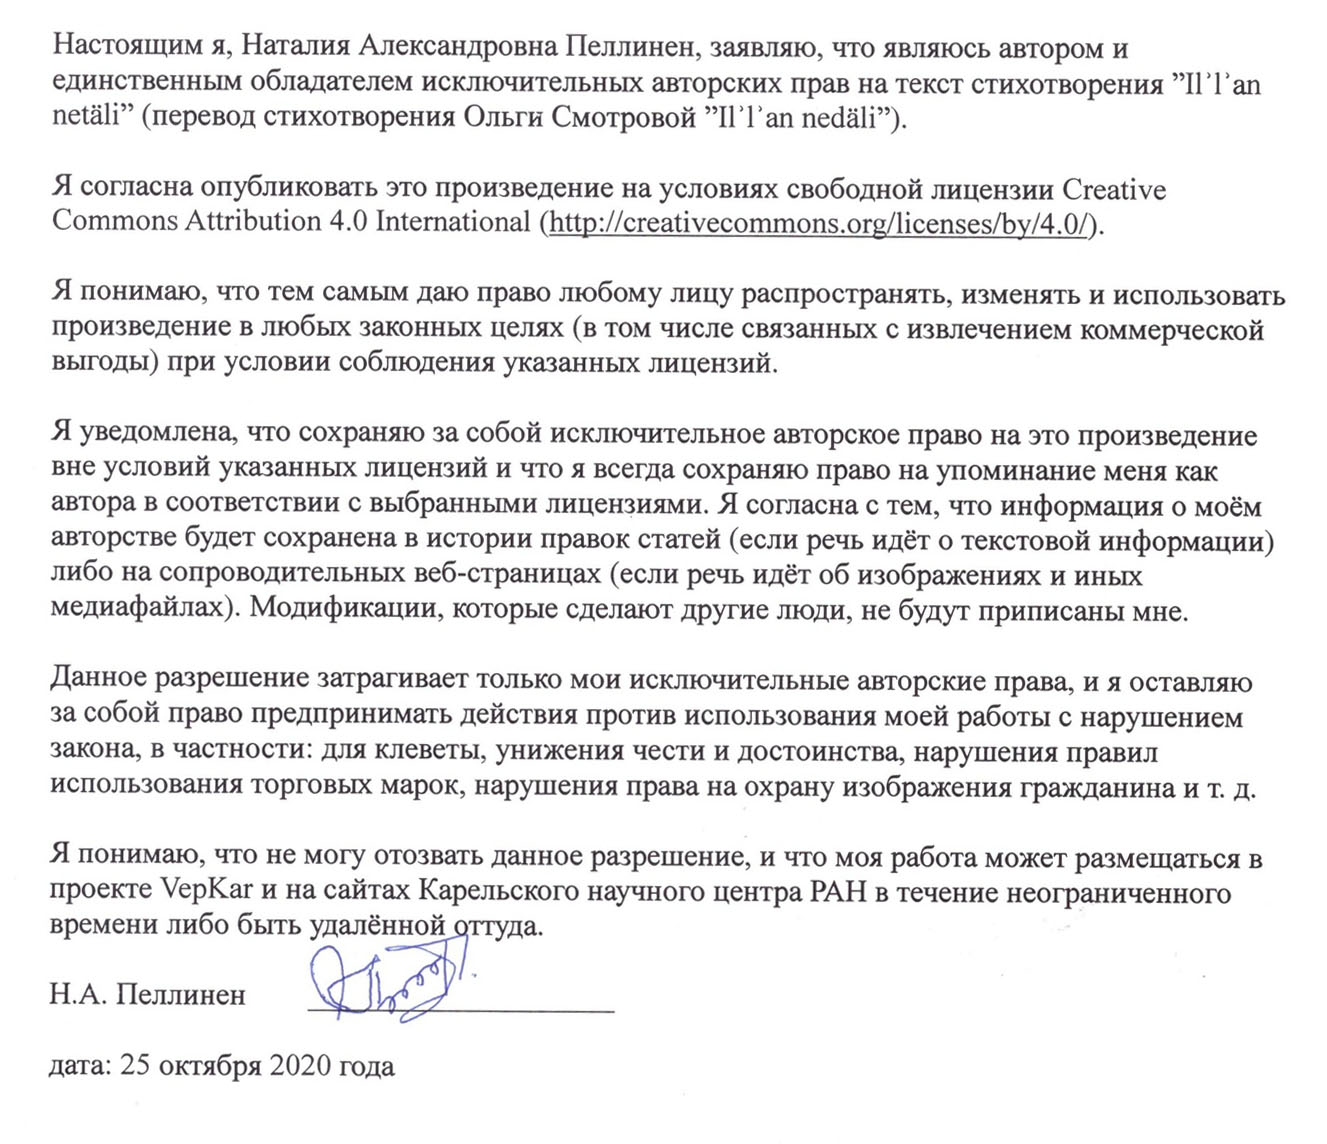 Настоящим я, Наталия Александровна Пеллинен, заявляю, что являюсь автором и
единственным обладателем исключительных авторских прав на текст стихотворения ”Il᾽l᾽an
netäli” (перевод стихотворения Ольги Смотровой ”Il᾽l᾽an nedäli”).
Я согласна опубликовать это произведение на условиях свободной лицензии Creative
Commons Attribution 4.0 International (http://creativecommons.org/licenses/by/4.0/).
Я понимаю, что тем самым даю право любому лицу распространять, изменять и использовать
произведение в любых законных целях (в том числе связанных с извлечением коммерческой
выгоды) при условии соблюдения указанных лицензий.
Я уведомлена, что сохраняю за собой исключительное авторское право на это произведение
вне условий указанных лицензий и что я всегда сохраняю право на упоминание меня как
автора в соответствии с выбранными лицензиями. Я согласна с тем, что информация о моём
авторстве будет сохранена в истории правок статей (если речь идёт о текстовой информации)
либо на сопроводительных веб-страницах (если речь идёт об изображениях и иных
медиафайлах). Модификации, которые сделают другие люди, не будут приписаны мне.
Данное разрешение затрагивает только мои исключительные авторские права, и я оставляю
за собой право предпринимать действия против использования моей работы с нарушением
закона, в частности: для клеветы, унижения чести и достоинства, нарушения правил
использования торговых марок, нарушения права на охрану изображения гражданина и т. д.
Я понимаю, что не могу отозвать данное разрешение, и что моя работа может размещаться в
проекте VepKar и на сайтах Карельского научного центра РАН в течение неограниченного
времени либо быть удалённой оттуда.
Н.А. Пеллинен
дата: 25 октября 2020 года